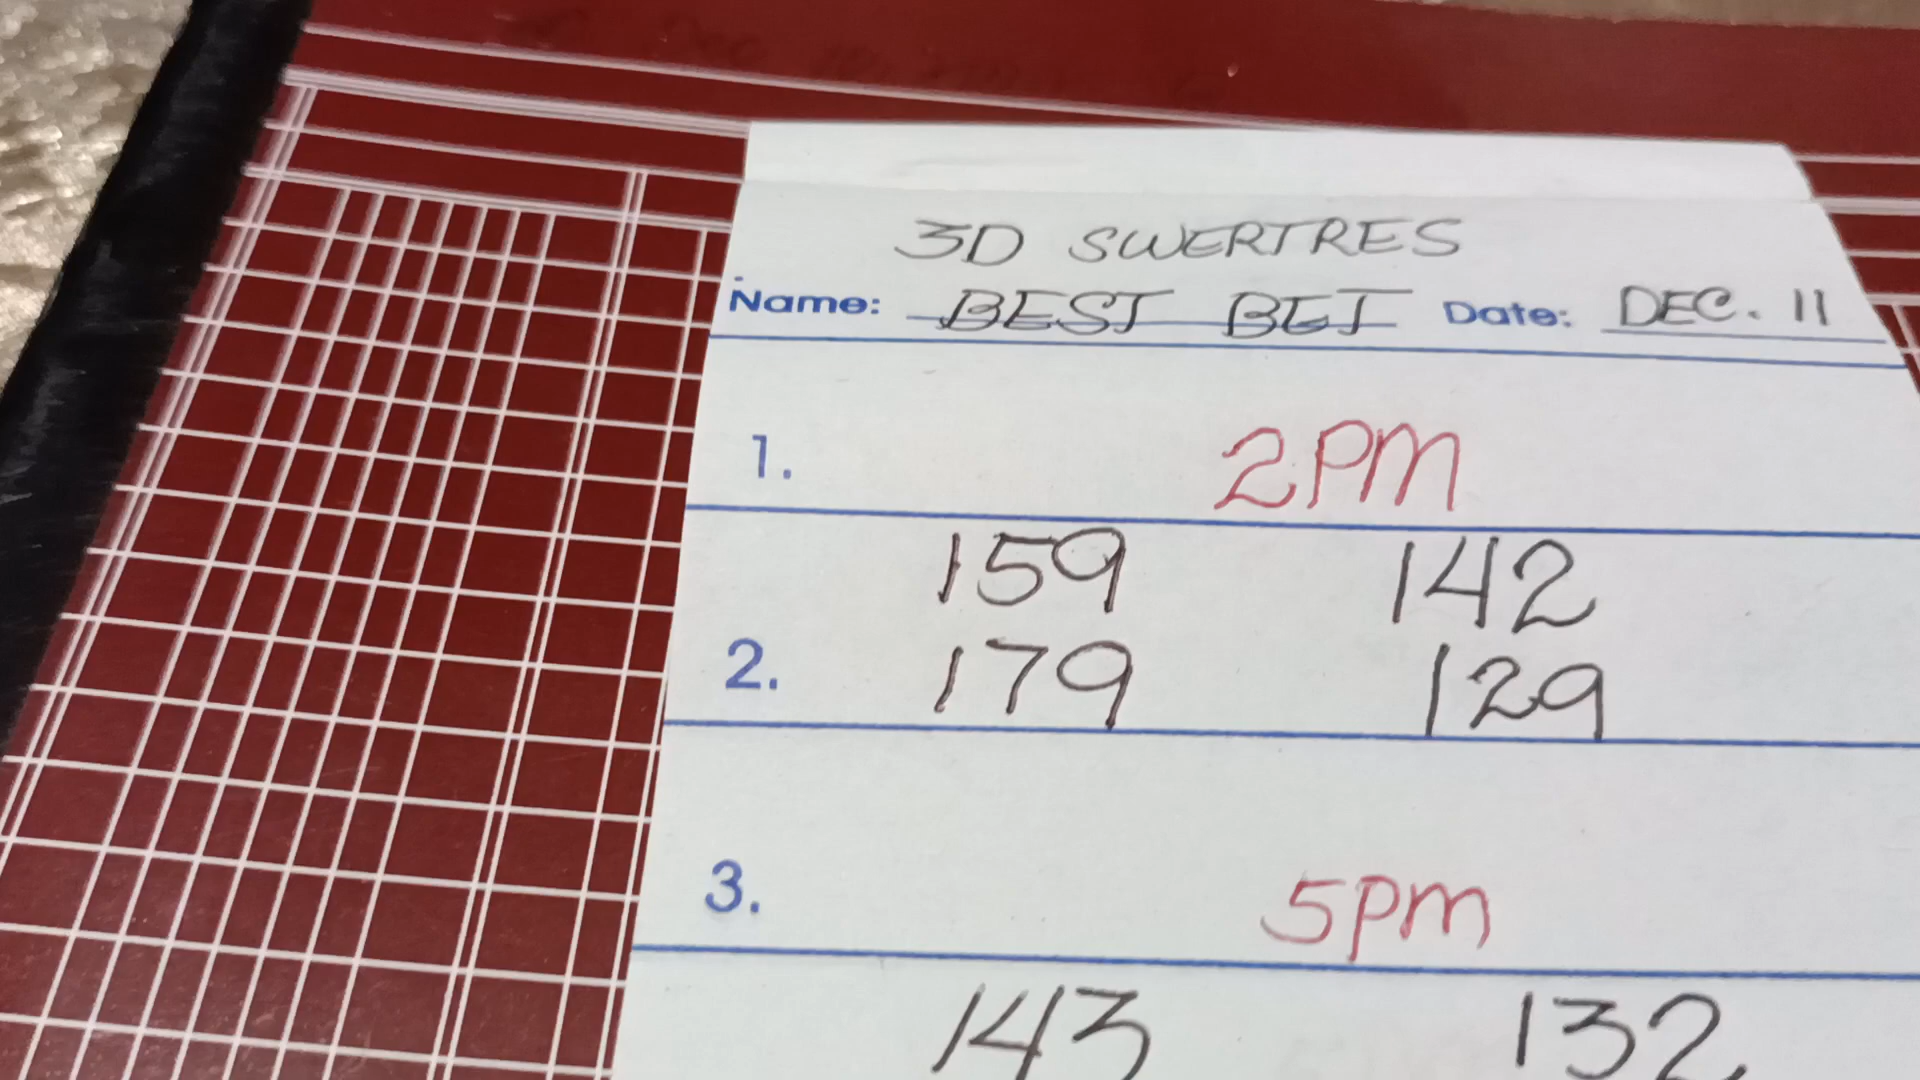 3D SWERTRES
Name: BEST BET Date: DEC. 11
1. 2PM
159 142
2. 179 129
3. 5pm
143 132